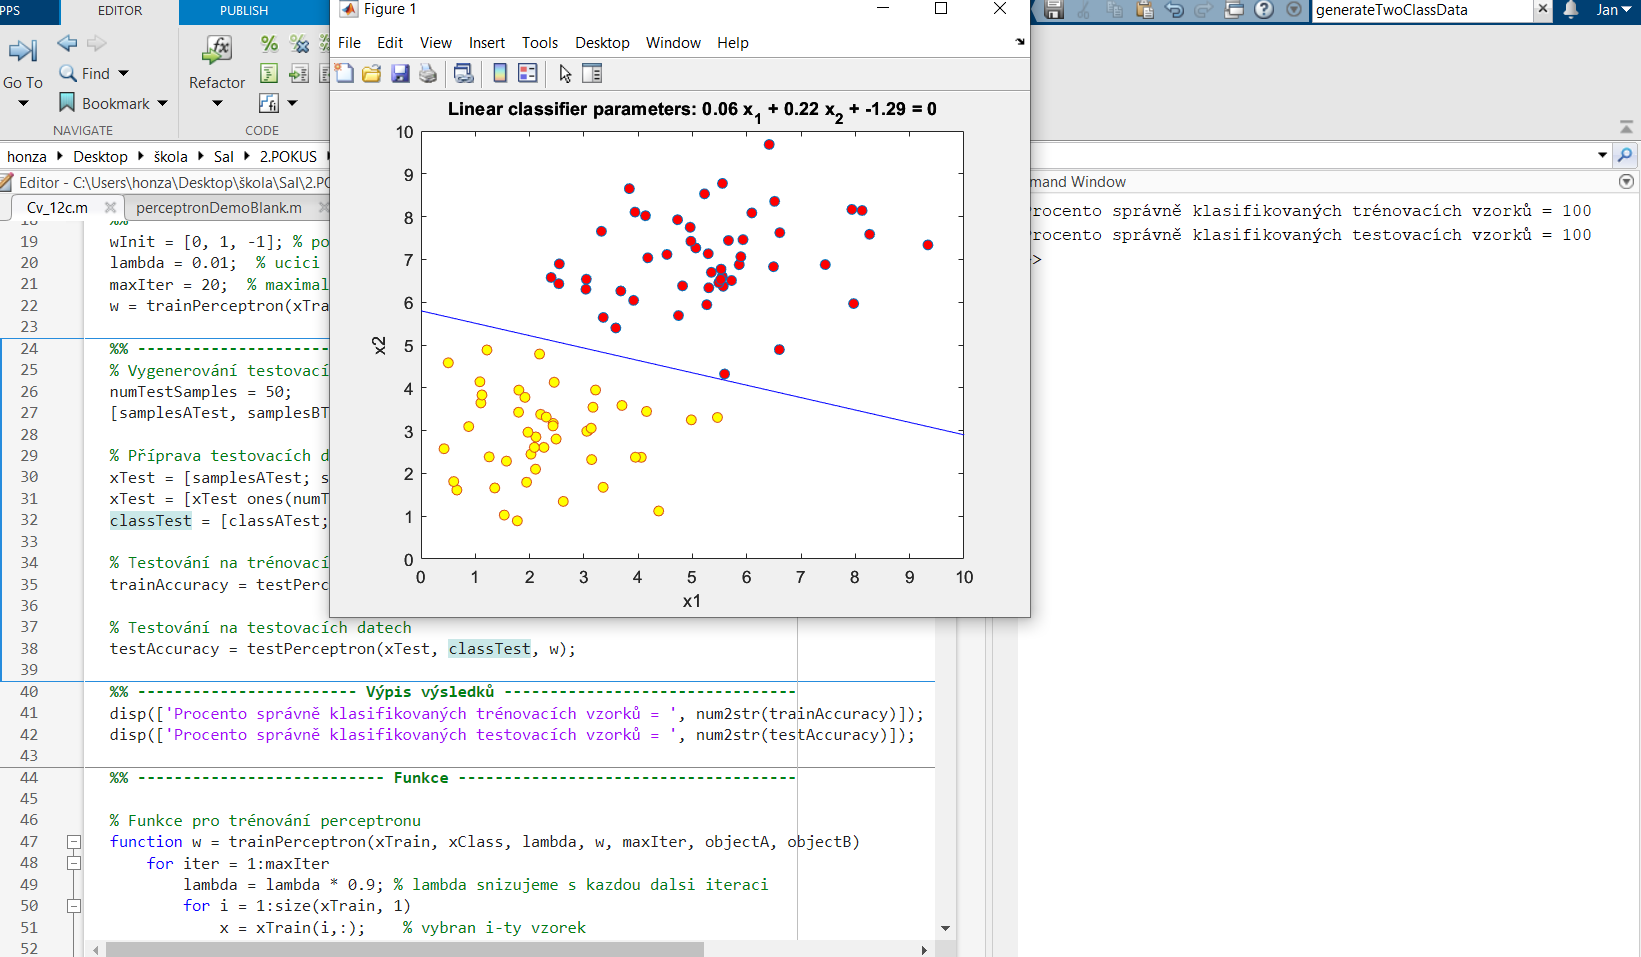 PPS
EDITOR
PUBLISH
Figure 1
generateTwoClassData
Jan
File Edit View Insert Tools Desktop Window Help
Go To
Find
Bookmark
Refactor
NAVIGATE
CODE
honza Desktop škola Sal 2.POKUS
Editor - C:\Users\honza\Desktop\škola\Sal\2.PO
Cv_12c.m
perceptronDemoBlank.m
Linear classifier parameters: 0.06 x1 + 0.22 x2 + -1.29 = 0
10
9
8
7
6
5
4
3
2
1
0
x2
0 1 2 3 4 5 6 7 8 9 10
x1
mand Window
rocento správně klasifikovaných trénovacích vzorků = 100
rocento správně klasifikovaných testovacích vzorků = 100
>
18 %%
19 wInit = [0, 1, -1]; % po
20 lambda = 0.01; % ucici
21 maxIter = 20; % maximal
22 w = trainPerceptron(xTra
23
24 %% ---------------------
25 % Vygenerování testovací
26 numTestSamples = 50;
27 [samplesATest, samplesBT
28
29 % Příprava testovacích d
30 xTest = [samplesATest; s
31 xTest = [xTest ones(numT
32 classTest = [classATest;
33
34 % Testování na trénovací
35 trainAccuracy = testPerc
36
37 % Testování na testovacích datech
38 testAccuracy = testPerceptron(xTest, classTest, w);
39
40 %% ------------------------ Výpis výsledků --------------------------------
41 disp(['Procento správně klasifikovaných trénovacích vzorků = ', num2str(trainAccuracy)]);
42 disp(['Procento správně klasifikovaných testovacích vzorků = ', num2str(testAccuracy)]);
43
44 %% --------------------------- Funkce -------------------------------------
45
46 % Funkce pro trénování perceptronu
47 function w = trainPerceptron(xTrain, xClass, lambda, w, maxIter, objectA, objectB)
48 for iter = 1:maxIter
49 lambda = lambda * 0.9; % lambda snizujeme s kazdou dalsi iteraci
50 for i = 1:size(xTrain, 1)
51 x = xTrain(i,:); % vybran i-ty vzorek
52